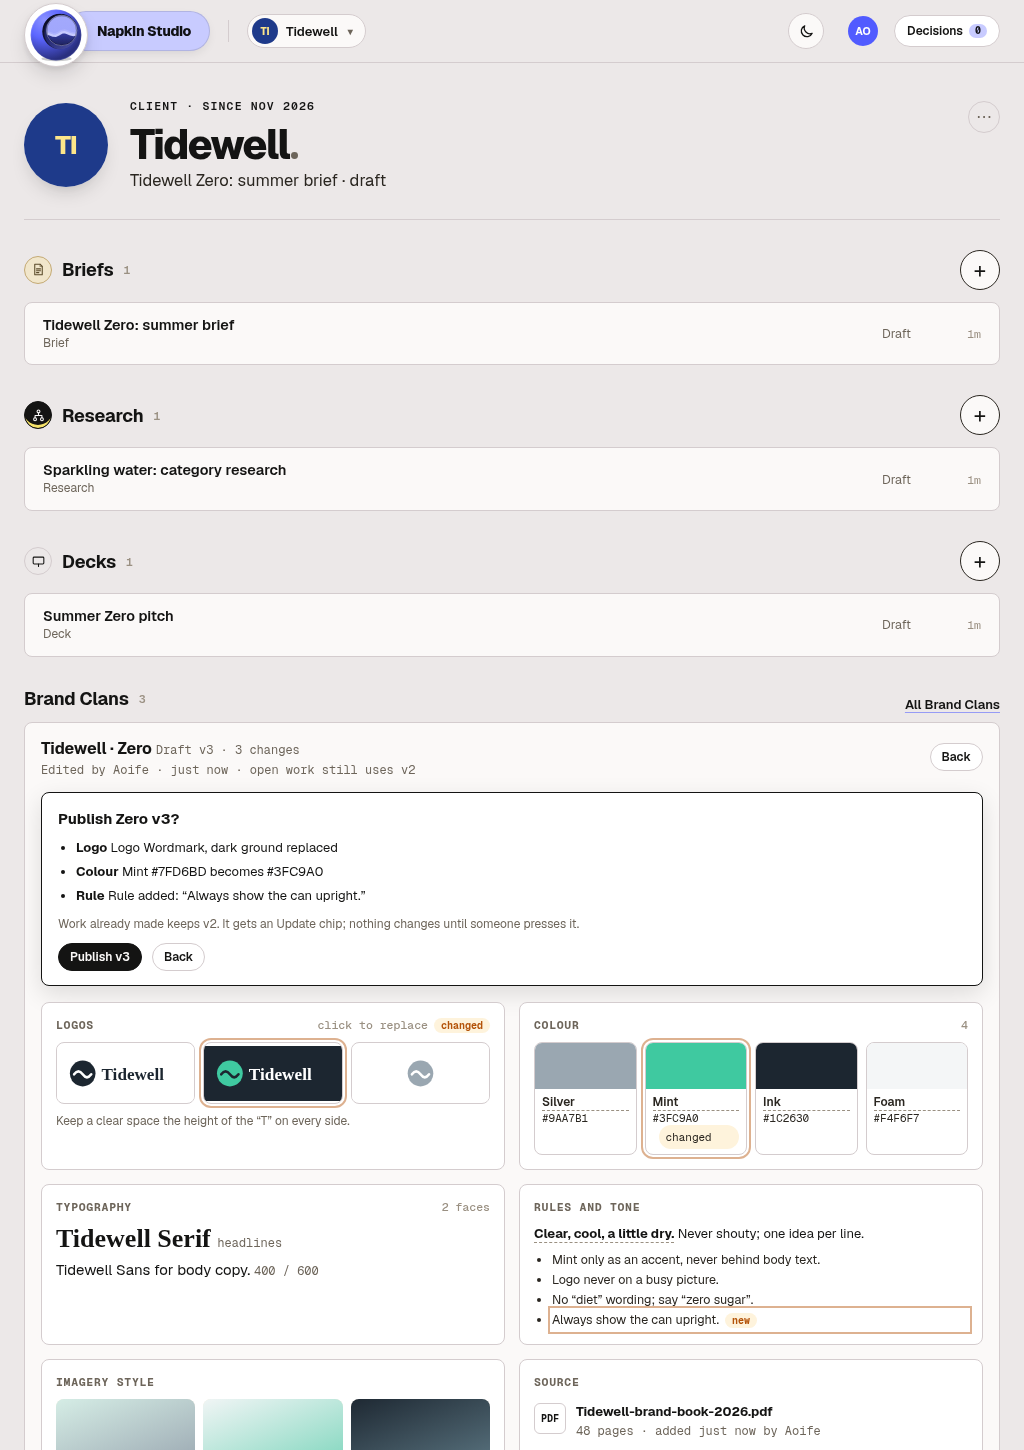 Napkin Studio
TI Tidewell ▾
AO
Decisions 0
TI
CLIENT · SINCE NOV 2026
Tidewell.
Tidewell Zero: summer brief · draft
Briefs 1
+
Tidewell Zero: summer brief
Brief
Draft 1m
Research 1
+
Sparkling water: category research
Research
Draft 1m
Decks 1
+
Summer Zero pitch
Deck
Draft 1m
Brand Clans 3
All Brand Clans
Tidewell · Zero Draft v3 · 3 changes
Edited by Aoife · just now · open work still uses v2
Back
Publish Zero v3?
• Logo Logo Wordmark, dark ground replaced
• Colour Mint #7FD6BD becomes #3FC9A0
• Rule Rule added: “Always show the can upright.”
Work already made keeps v2. It gets an Update chip; nothing changes until someone presses it.
Publish v3 Back
LOGOS click to replace changed
Tidewell Tidewell
Keep a clear space the height of the “T” on every side.
COLOUR 4
Silver Mint Ink Foam
#9AA7B1 #3FC9A0 #1C2630 #F4F6F7
changed
TYPOGRAPHY 2 faces
Tidewell Serif headlines
Tidewell Sans for body copy. 400 / 600
RULES AND TONE
Clear, cool, a little dry. Never shouty; one idea per line.
• Mint only as an accent, never behind body text.
• Logo never on a busy picture.
• No “diet” wording; say “zero sugar”.
• Always show the can upright. new
IMAGERY STYLE
SOURCE
PDF Tidewell-brand-book-2026.pdf
48 pages · added just now by Aoife